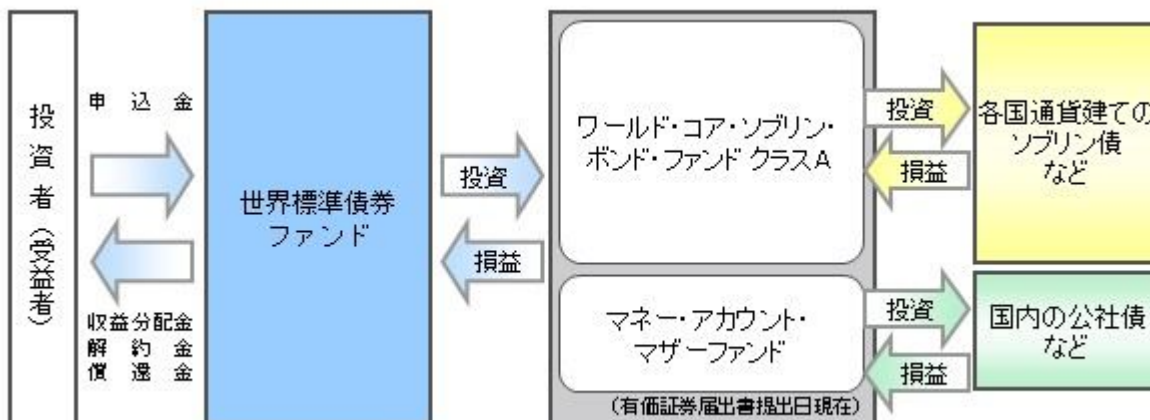 投資者（受益者）
申込金
収益分配金
解約金
償還金
世界標準債券
ファンド
投資
損益
ワールド・コア・ソブリン・
ボンド・ファンド クラスA
マネー・アカウント・
マザーファンド
（有価証券届出書提出日現在）
投資
損益
各国通貨建ての
ソブリン債
など
投資
損益
国内の公社債
など